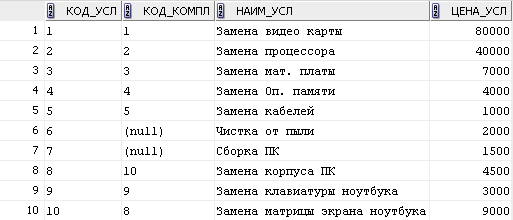 КОД_УСЛ КОД_КОМПЛ НАИМ_УСЛ ЦЕНА_УСЛ
1 1 1 Замена видео карты 80000
2 2 2 Замена процессора 40000
3 3 3 Замена мат. платы 7000
4 4 4 Замена Оп. памяти 4000
5 5 5 Замена кабелей 1000
6 6 (null) Чистка от пыли 2000
7 7 (null) Сборка ПК 1500
8 8 10 Замена корпуса ПК 4500
9 9 9 Замена клавиатуры ноутбука 3000
10 10 8 Замена матрицы экрана ноутбука 9000